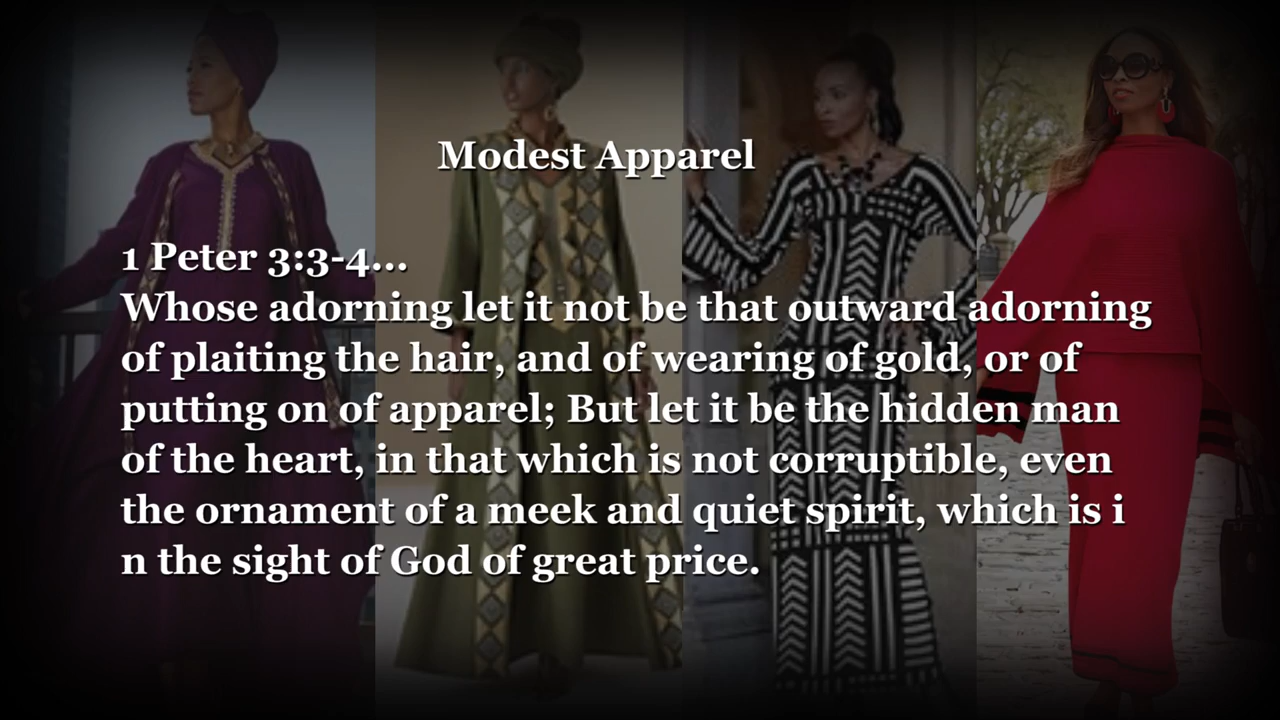 Modest Apparel
1 Peter 3:3-4...
Whose adorning let it not be that outward adorning
of plaiting the hair, and of wearing of gold, or of
putting on of apparel; But let it be the hidden man
of the heart, in that which is not corruptible, even
the ornament of a meek and quiet spirit, which is i
n the sight of God of great price.